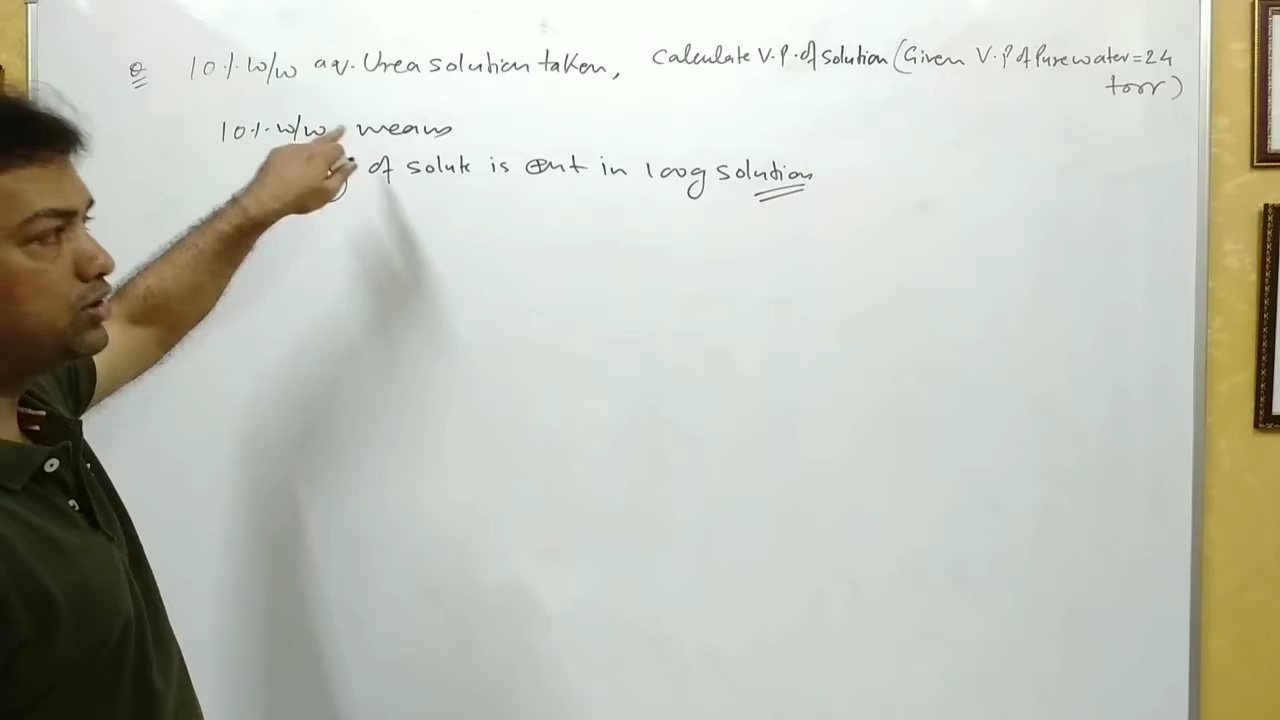 Q 10% w/w aq. Urea solution taken, Calculate V.P. of solution (Given V.P of Pure water = 24
torr)
10% w/w means
of solute is in 100g solution